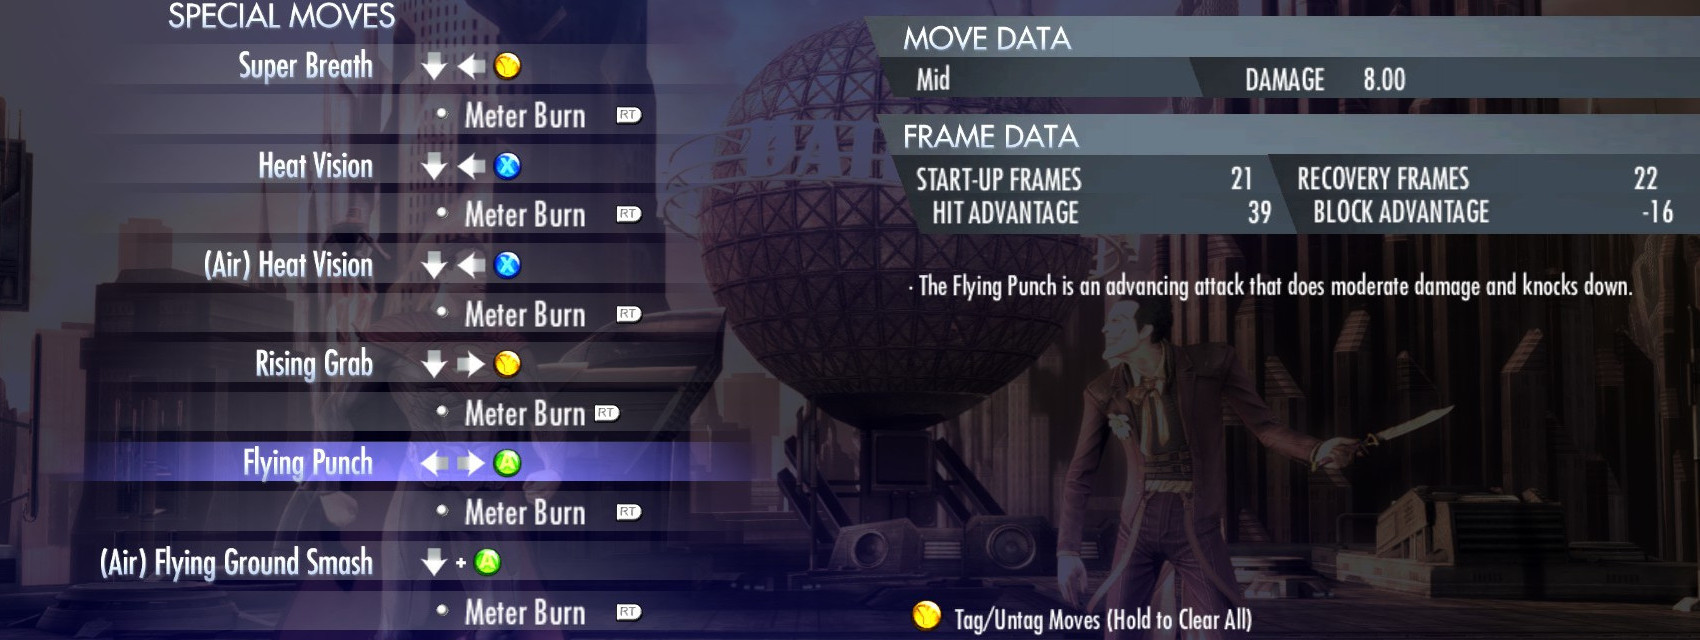 SPECIAL MOVES
Super Breath Y
Meter Burn RT
Heat Vision X
Meter Burn RT
(Air) Heat Vision X
Meter Burn RT
Rising Grab Y
Meter Burn RT
Flying Punch A
Meter Burn RT
(Air) Flying Ground Smash + A
Meter Burn RT
MOVE DATA
Mid DAMAGE 8.00
FRAME DATA
START-UP FRAMES 21 RECOVERY FRAMES 22
HIT ADVANTAGE 39 BLOCK ADVANTAGE -16
· The Flying Punch is an advancing attack that does moderate damage and knocks down.
Y Tag/Untag Moves (Hold to Clear All)